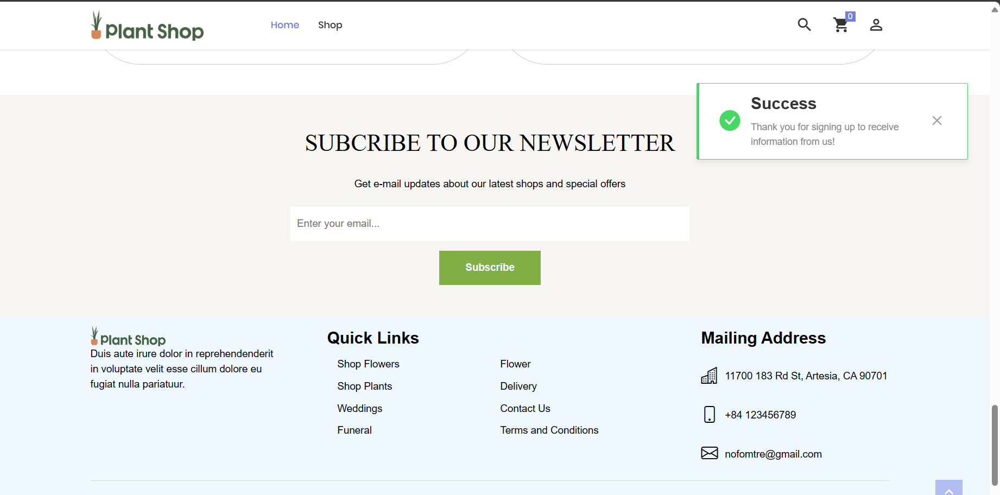 Plant Shop
Home
Shop
0
Success
Thank you for signing up to receive
information from us!
SUBCRIBE TO OUR NEWSLETTER
Get e-mail updates about our latest shops and special offers
Enter your email...
Subscribe
Plant Shop
Duis aute irure dolor in reprehendenderit
in voluptate velit esse cillum dolore eu
fugiat nulla pariatuur.
Quick Links
Shop Flowers
Shop Plants
Weddings
Funeral
Flower
Delivery
Contact Us
Terms and Conditions
Mailing Address
11700 183 Rd St, Artesia, CA 90701
+84 123456789
nofomtre@gmail.com